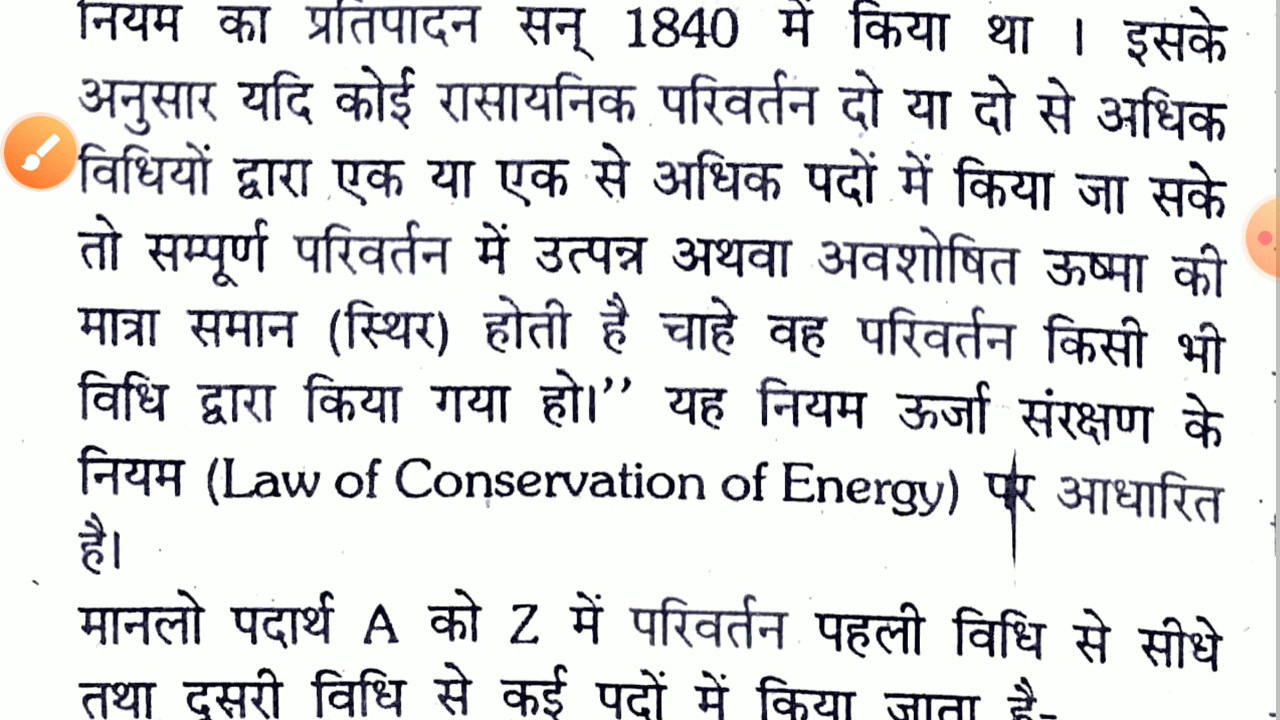 नियम का प्रतिपादन सन् 1840 में किया था । इसके
अनुसार यदि कोई रासायनिक परिवर्तन दो या दो से अधिक
विधियों द्वारा एक या एक से अधिक पदों में किया जा सके
तो सम्पूर्ण परिवर्तन में उत्पन्न अथवा अवशोषित ऊष्मा की
मात्रा समान (स्थिर) होती है चाहे वह परिवर्तन किसी भी
विधि द्वारा किया गया हो।’’ यह नियम ऊर्जा संरक्षण के
नियम (Law of Conservation of Energy) पर आधारित
है।
मानलो पदार्थ A को Z में परिवर्तन पहली विधि से सीधे
तथा दूसरी विधि से कई पदों में किया जाता है-